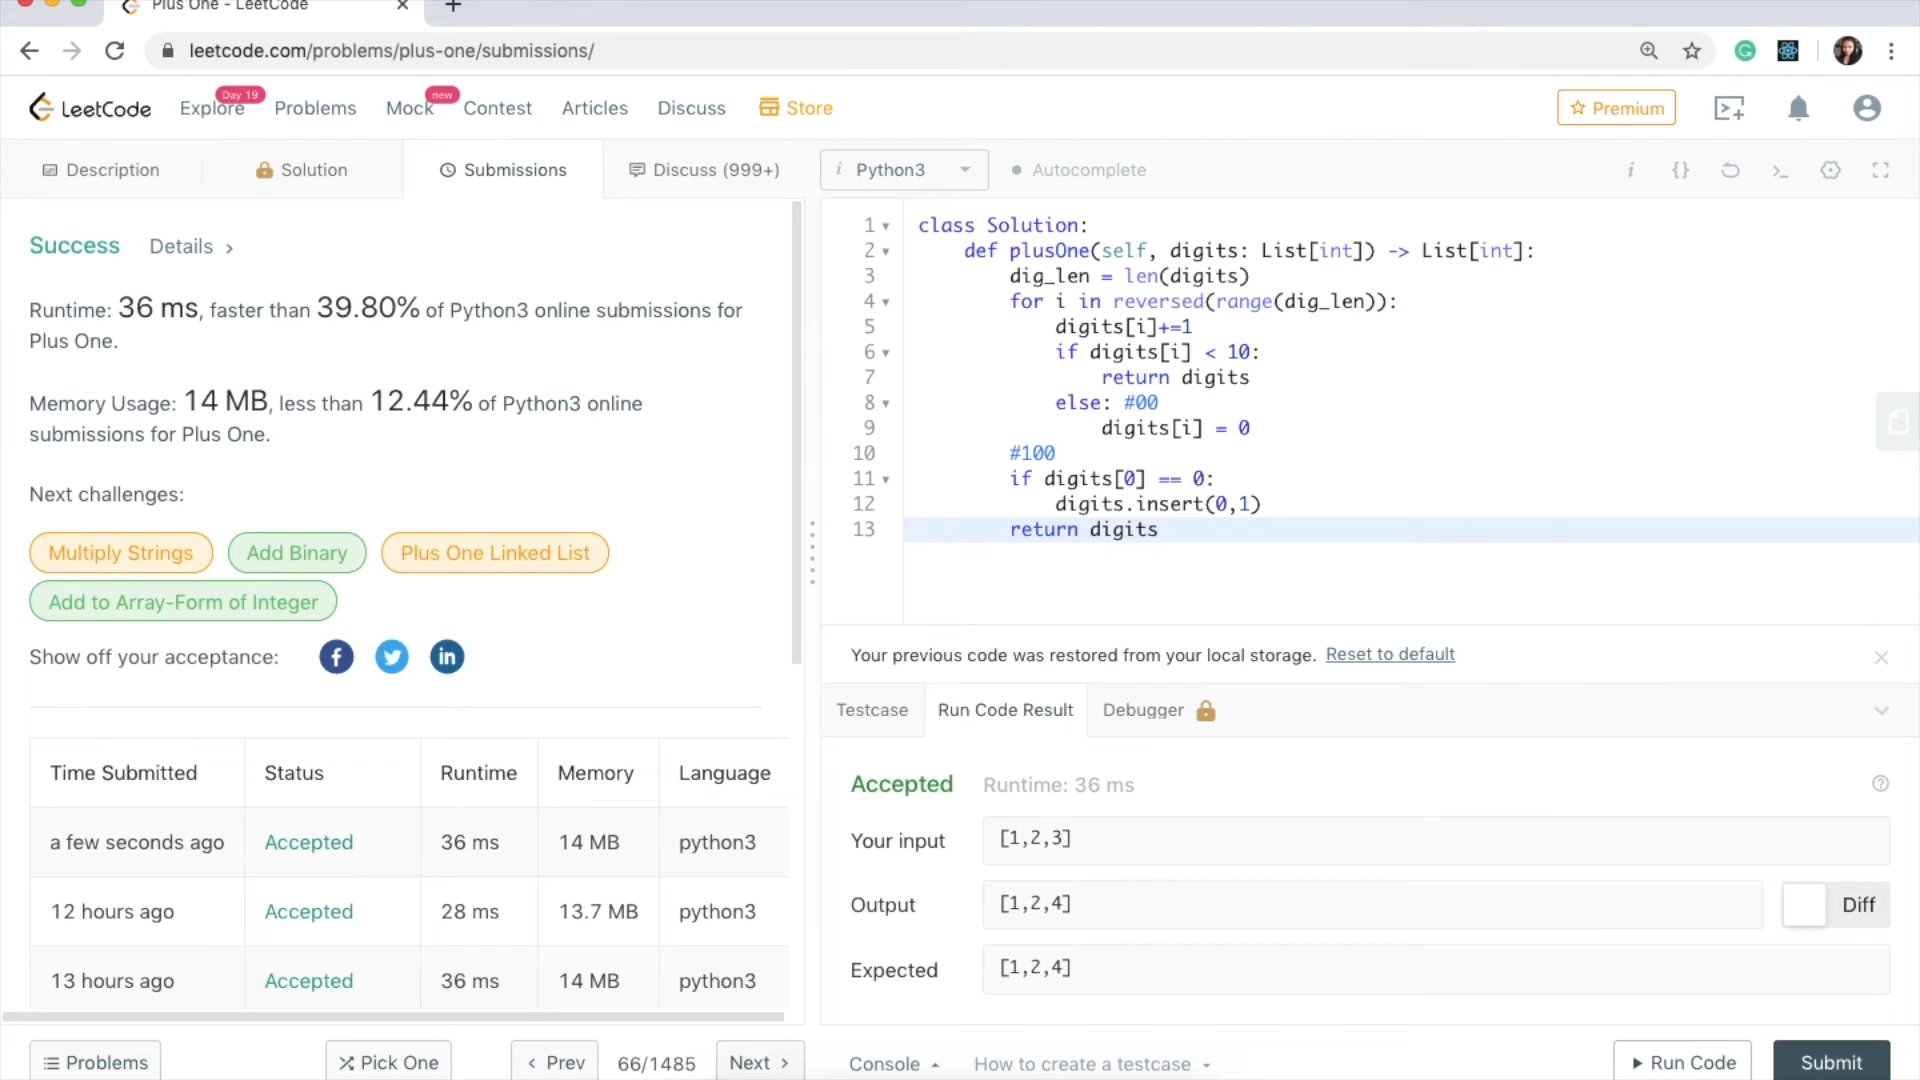 Plus One - LeetCode
leetcode.com/problems/plus-one/submissions/
LeetCode Explore Day 19 Problems Mock new Contest Articles Discuss Store Premium
Description Solution Submissions Discuss (999+) i Python3 Autocomplete
Success Details >
Runtime: 36 ms, faster than 39.80% of Python3 online submissions for
Plus One.
Memory Usage: 14 MB, less than 12.44% of Python3 online
submissions for Plus One.
Next challenges:
Multiply Strings Add Binary Plus One Linked List
Add to Array-Form of Integer
Show off your acceptance:
Time Submitted Status Runtime Memory Language
a few seconds ago Accepted 36 ms 14 MB python3
12 hours ago Accepted 28 ms 13.7 MB python3
13 hours ago Accepted 36 ms 14 MB python3
Problems Pick One < Prev 66/1485 Next >
1 class Solution:
2 def plusOne(self, digits: List[int]) -> List[int]:
3 dig_len = len(digits)
4 for i in reversed(range(dig_len)):
5 digits[i]+=1
6 if digits[i] < 10:
7 return digits
8 else: #00
9 digits[i] = 0
10 #100
11 if digits[0] == 0:
12 digits.insert(0,1)
13 return digits
Your previous code was restored from your local storage. Reset to default
Testcase Run Code Result Debugger
Accepted Runtime: 36 ms
Your input [1,2,3]
Output [1,2,4] Diff
Expected [1,2,4]
Console How to create a testcase Run Code Submit